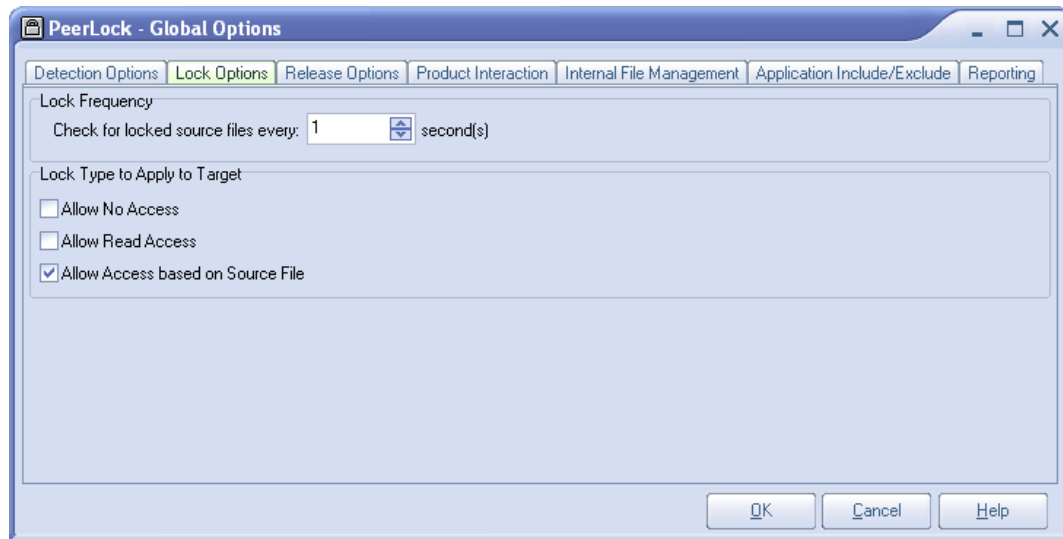 PeerLock - Global Options
Detection Options Lock Options Release Options Product Interaction Internal File Management Application Include/Exclude Reporting
Lock Frequency
Check for locked source files every: 1 second(s)
Lock Type to Apply to Target
Allow No Access
Allow Read Access
Allow Access based on Source File
OK Cancel Help